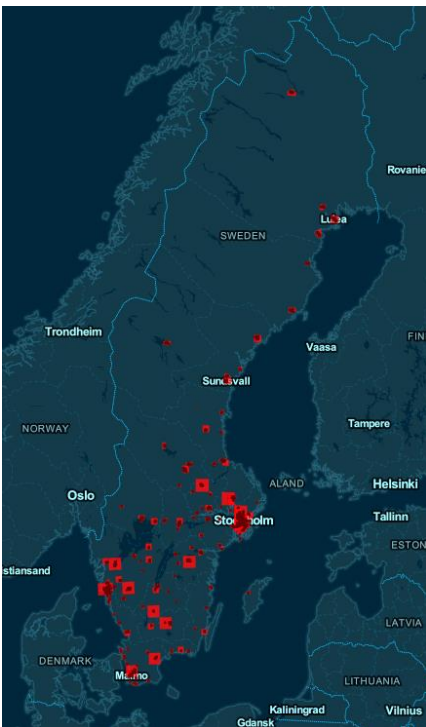 Rovanie
Lulea
SWEDEN
Trondheim
Vaasa
FIN
Sundsvall
Tampere
NORWAY
ALAND
Helsinki
Oslo
Stockholm
Tallinn
ESTON
stiansand
LATVIA
DENMARK
Malmo
LITHUANIA
Kaliningrad
Vilnius
Gdansk